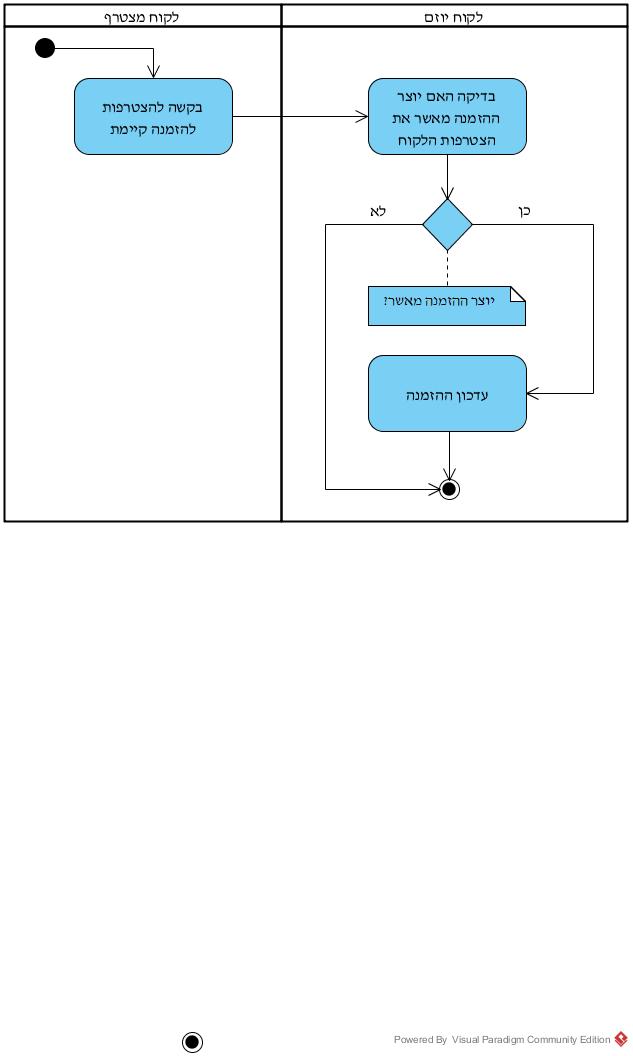 לקוח מצטרף
לקוח יוזם
בקשה להצטרפות
להזמנה קיימת
בדיקה האם יוצר
ההזמנה מאשר את
הצטרפות הלקוח
לא
כן
יוצר ההזמנה מאשר?
עדכון ההזמנה
Powered By Visual Paradigm Community Edition